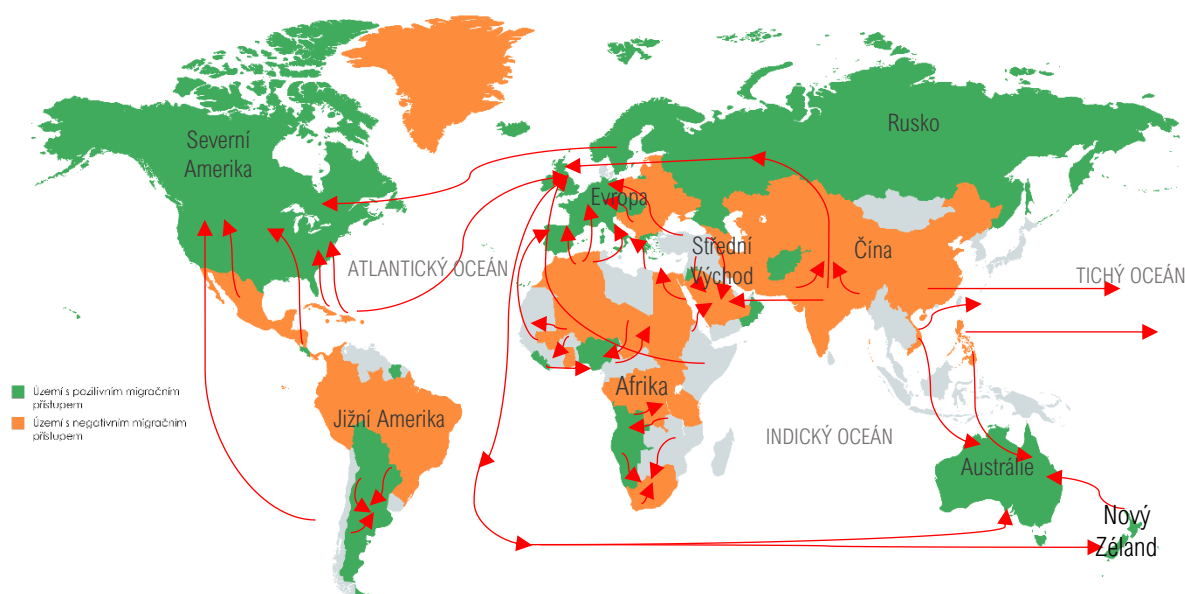 Severní
Amerika
Rusko
Evropa
Střední
Východ
Čína
ATLANTICKÝ OCEÁN
TICHÝ OCEÁN
Území s pozilivním migračním
přístupem
Území s negativním migračním
přístupem
Jižní Amerika
Afrika
INDICKÝ OCEÁN
Austrálie
Nový
Zéland